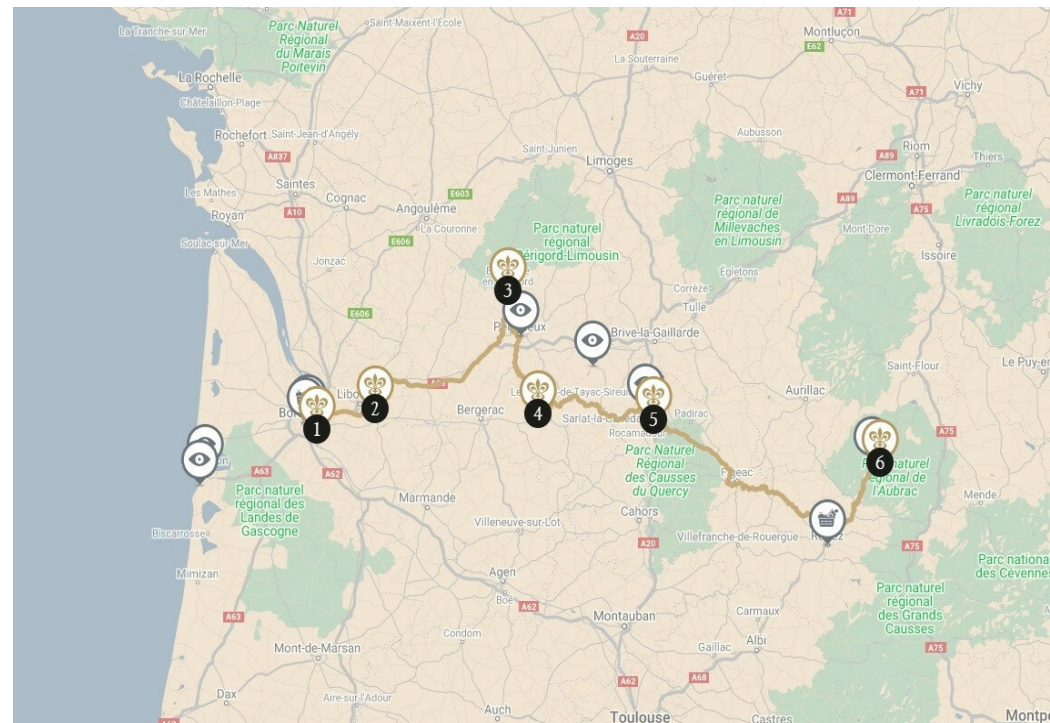 La Tranche-sur-Mer
Parc Naturel
Régional
du Marais
Poitevin
Saint-Maixent-l'École
A20
A71
Montluçon
E62
La Souterraine
Guéret
La Rochelle
Châtelaillon-Plage
A71
Vichy
Rochefort
Saint-Jean-d'Angély
A837
Aubusson
A89
Riom
Thiers
Saint-Junien
Limoges
Clermont-Ferrand
Les Mathes
Saintes
Cognac
E603
Angoulême
La Couronne
A10
Royan
Parc naturel
régional de
Millevaches
en Limousin
A89
A75
Parc naturel
régional
Livradois-Forez
Mont-Dore
Soulac-sur-Mer
E606
Parc naturel
régional
Périgord-Limousin
Issoire
Jonzac
Égletons
3
Corrèze
Tulle
E606
Brive-la-Gaillarde
Saint-Flour
Le Puy-en
Aurillac
1
2
Bergerac
4
Sarlat-la-Canéda
5
Padirac
Rocamadour
A75
A63
A62
Parc Naturel
Régional
des Causses
du Quercy
Figeac
6
l'Aubrac
Parc naturel
régional des
Landes de
Gascogne
Marmande
Mende
Cahors
Villeneuve-sur-Lot
Biscarrosse
A20
Villefranche-de-Rouergue
A75
Parc nationa
des Cévennes
Mimizan
Agen
Boé
A62
Parc naturel
régional
des Grands
Causses
A63
Montauban
Carmaux
Condom
Albi
Gaillac
Mont-de-Marsan
A75
A62
A68
Dax
Aire-sur-l'Adour
Auch
Toulouse
Castres
Montp